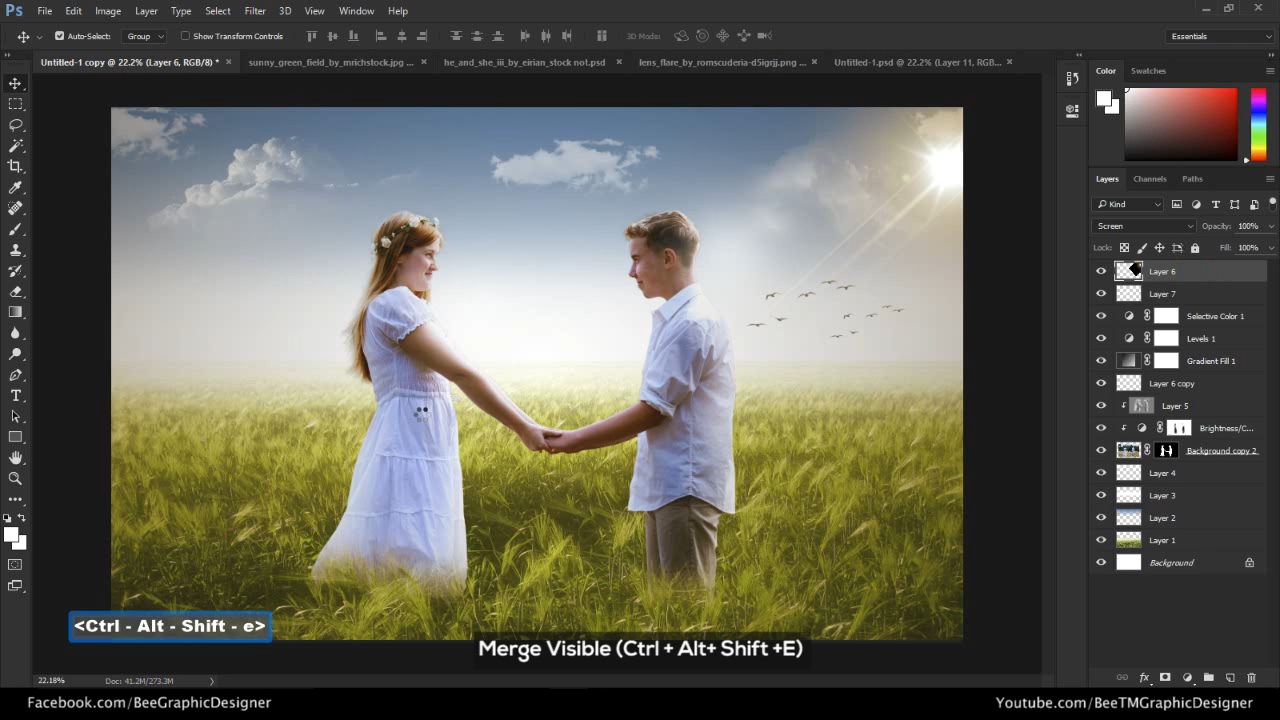 Ps File Edit Image Layer Type Select Filter 3D View Window Help
Auto-Select: Group Show Transform Controls 3D Mode: Essentials
Untitled-1 copy @ 22.2% (Layer 6, RGB/8) * × sunny_green_field_by_mrichstock.jpg ... × he_and_she_iii_by_eirian_stock not.psd × lens_flare_by_romscuderia-d5igrjj.png ... × Untitled-1.psd @ 22.2% (Layer 11, RGB... ×
Color Swatches
Layers Channels Paths
Kind
Screen Opacity: 100%
Lock: Fill: 100%
Layer 6
Layer 7
Selective Color 1
Levels 1
Gradient Fill 1
Layer 6 copy
Layer 5
Brightness/C...
Background copy 2
Layer 4
Layer 3
Layer 2
Layer 1
Background
<Ctrl - Alt - Shift - e>
Merge Visible (Ctrl + Alt+ Shift +E)
22.18% Doc: 41.2M/273.3M
Facebook.com/BeeGraphicDesigner Youtube.com/BeeTMGraphicDesigner